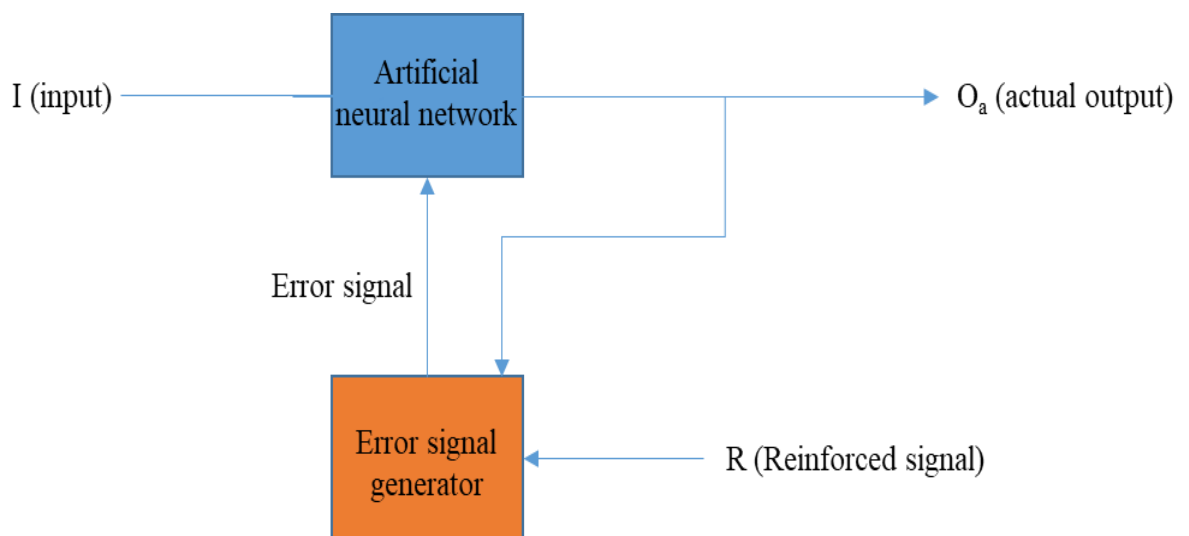 Artificial
I (input)
neural network
Oₐ (actual output)
Error signal
Error signal
generator
R (Reinforced signal)